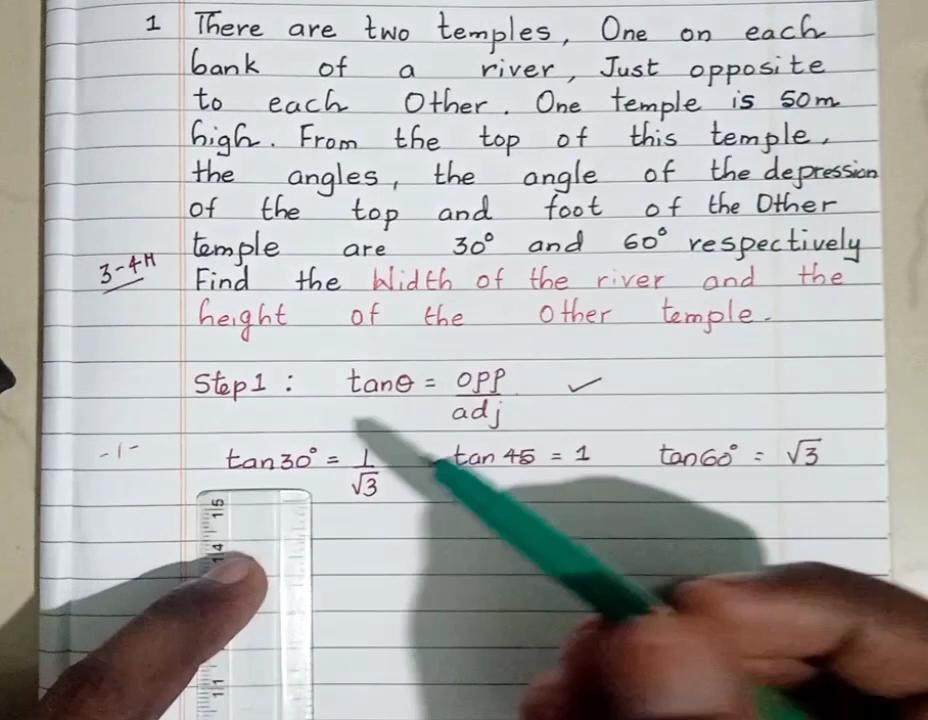 1 There are two temples, One on each
bank of a river, Just opposite
to each Other. One temple is 50m
high. From the top of this temple,
the angles, the angle of the depression
of the top and foot of the Other
temple are 30° and 60° respectively
3-4M Find the Width of the river and the
height of the Other temple.
Step1 : tanθ = opp/adj ✓
-1- tan30° = 1/√3 tan 45 = 1 tan60° = √3
15
14
11